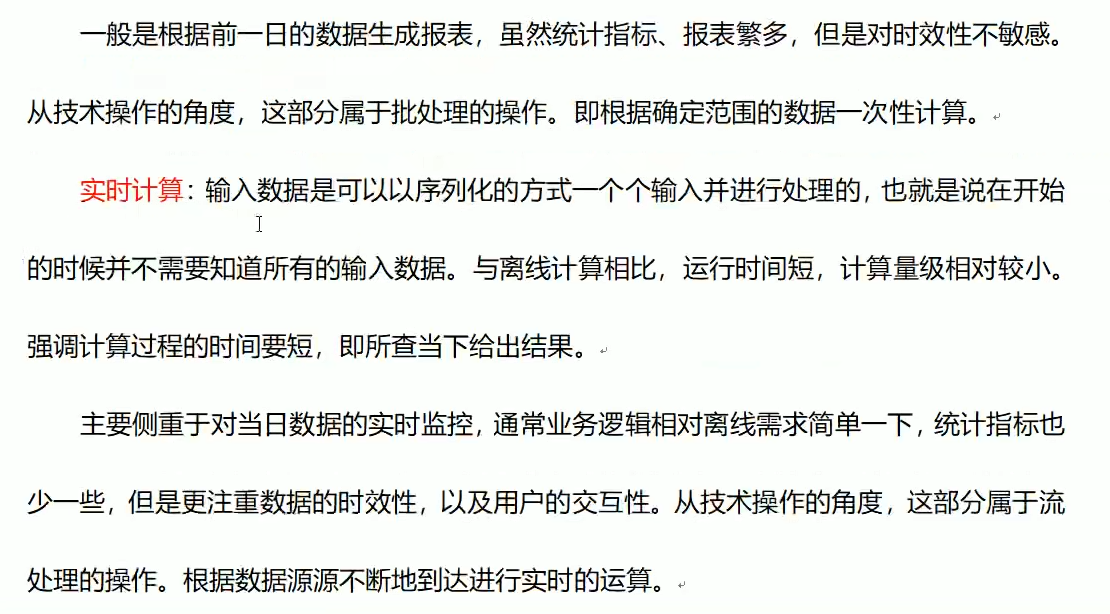 一般是根据前一日的数据生成报表，虽然统计指标、报表繁多，但是对时效性不敏感。
从技术操作的角度，这部分属于批处理的操作。即根据确定范围的数据一次性计算。
实时计算：输入数据是可以以序列化的方式一个个输入并进行处理的，也就是说在开始
的时候并不需要知道所有的输入数据。与离线计算相比，运行时间短，计算量级相对较小。
强调计算过程的时间要短，即所查当下给出结果。
主要侧重于对当日数据的实时监控，通常业务逻辑相对离线需求简单一下，统计指标也
少一些，但是更注重数据的时效性，以及用户的交互性。从技术操作的角度，这部分属于流
处理的操作。根据数据源源不断地到达进行实时的运算。